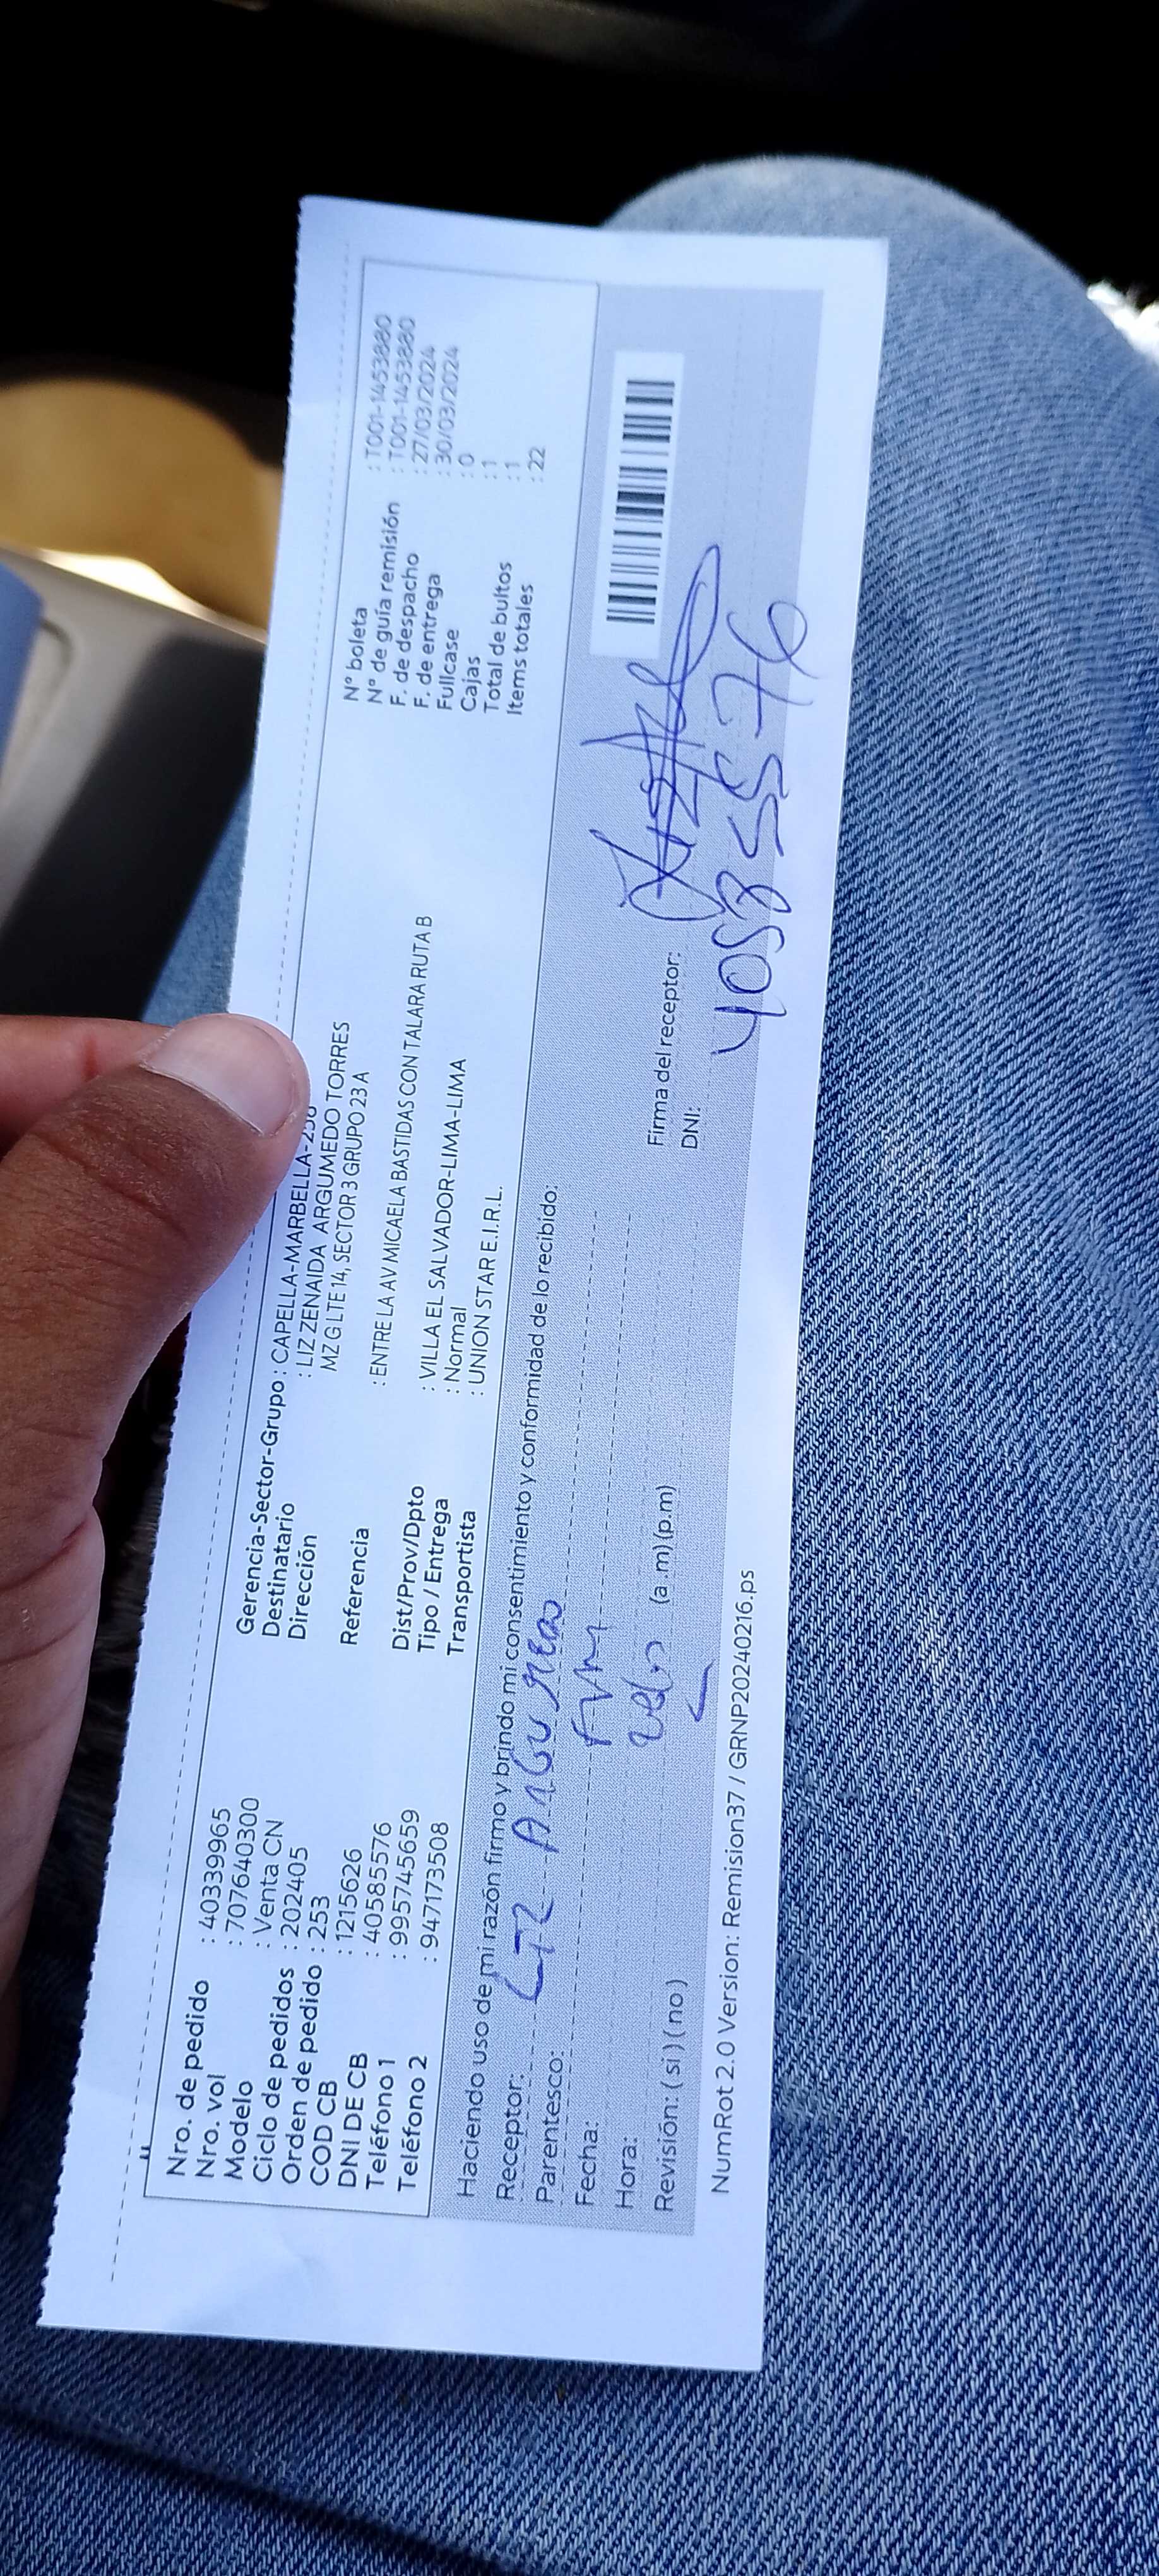 Nro. de pedido : 40339965
Nro. vol : 707640300
Modelo : Venta CN
Ciclo de pedidos : 202405
Orden de pedido : 253
COD CB : 1215626
DNI DE CB : 40585576
Teléfono 1 : 995745659
Teléfono 2 : 947173508
Gerencia-Sector-Grupo : CAPELLA-MARBELLA-
Destinatario : LIZ ZENAIDA ARGUMEDO TORRES
Dirección MZ G LTE 14, SECTOR 3 GRUPO 23 A
Referencia : ENTRE LA AV MICAELA BASTIDAS CON TALARA RUTA B
Dist/Prov/Dpto : VILLA EL SALVADOR-LIMA-LIMA
Tipo / Entrega : Normal
Transportista : UNION STAR E.I.R.L.
N° boleta : T001-1453880
N° de guía remisión : T001-1453880
F. de despacho : 27/03/2024
F. de entrega : 30/03/2024
Fullcase : 0
Cajas : 1
Total de bultos : 1
Items totales : 22
Haciendo uso de mi razón firmo y brindo mi consentimiento y conformidad de lo recibido:
Receptor:
Parentesco:
Fecha:
Hora: (a .m) (p.m)
Revisión: ( si ) ( no )
Firma del receptor:
DNI: 40585576
NumRot 2.0 Version: Remision37 / GRNP20240216.ps